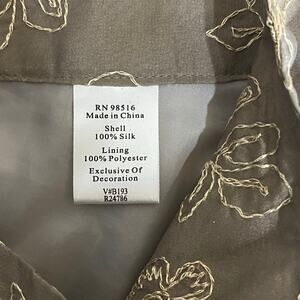 RN 98516
Made in China
Shell
100% Silk
Lining
100% Polyester
Exclusive Of
Decoration
V#B193
R24786